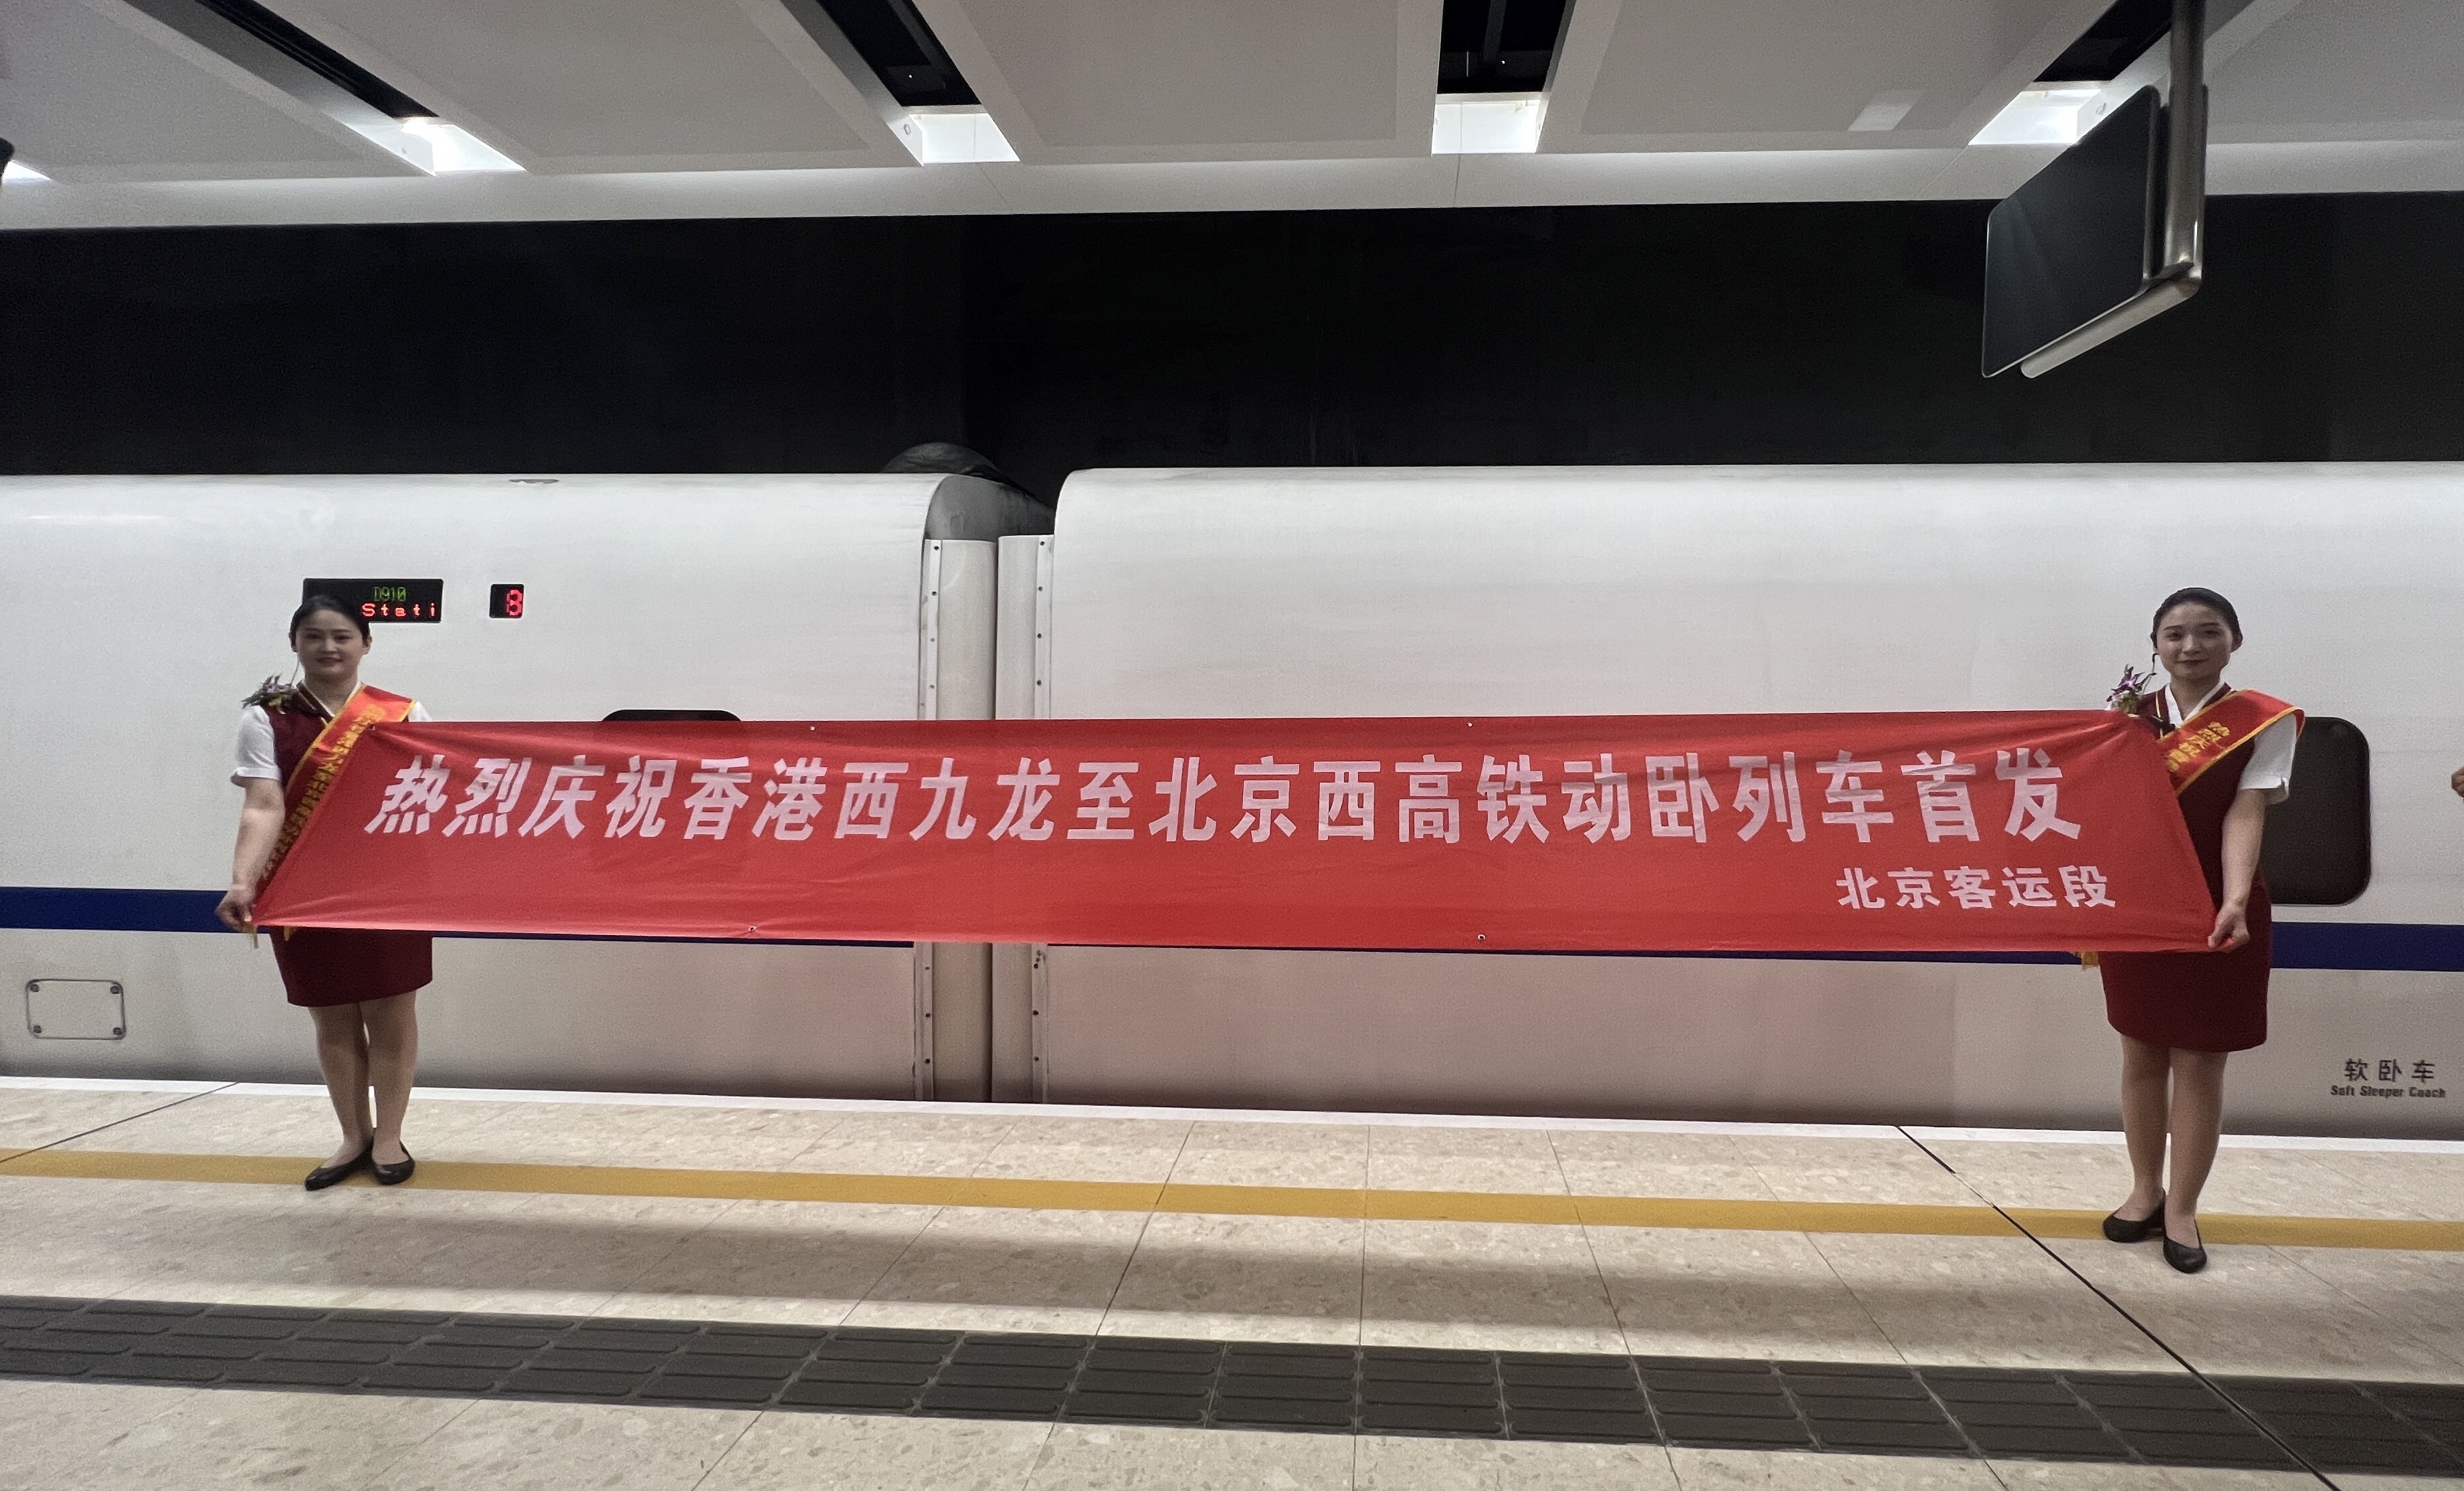 D910
Stati
8
热烈庆祝香港西九龙至北京西高铁动卧列车首发
北京客运段
软卧车
Soft Sleeper Coach